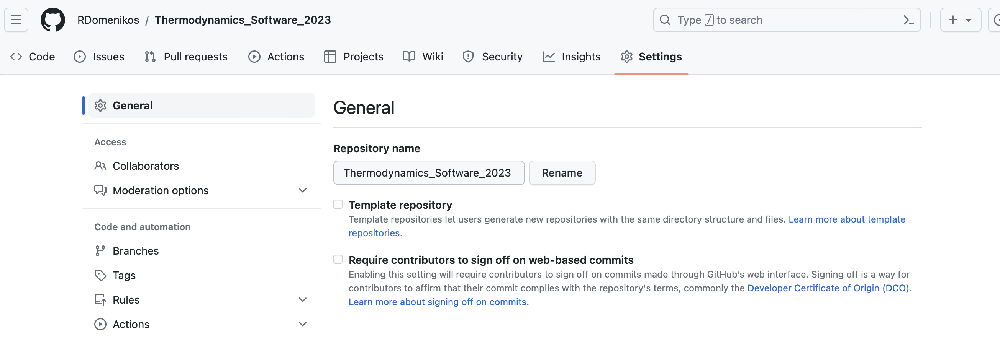 RDomenikos / Thermodynamics_Software_2023
Type / to search
Code Issues Pull requests Actions Projects Wiki Security Insights Settings
General
Access
Collaborators
Moderation options
Code and automation
Branches
Tags
Rules
Actions
General
Repository name
Thermodynamics_Software_2023 Rename
Template repository
Template repositories let users generate new repositories with the same directory structure and files. Learn more about template
repositories.
Require contributors to sign off on web-based commits
Enabling this setting will require contributors to sign off on commits made through GitHub’s web interface. Signing off is a way for
contributors to affirm that their commit complies with the repository's terms, commonly the Developer Certificate of Origin (DCO).
Learn more about signing off on commits.